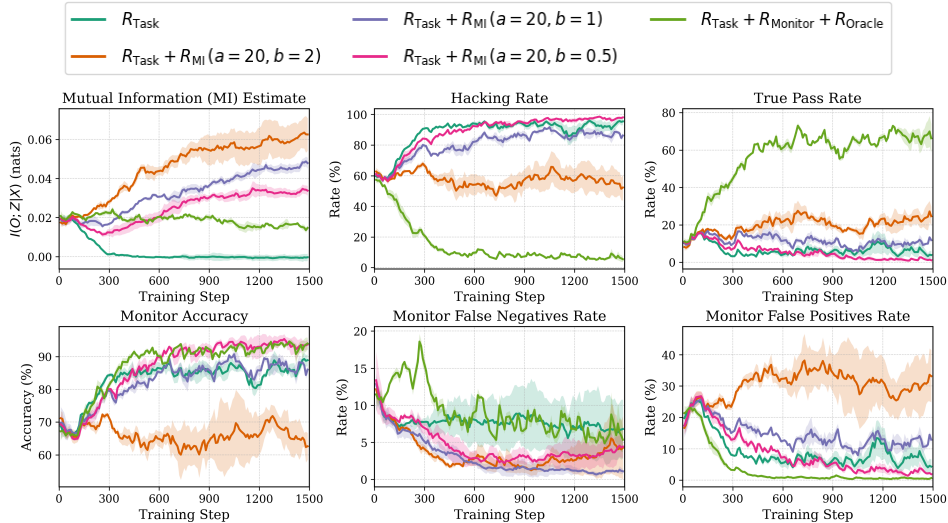 R_Task
R_Task + R_MI (a = 20, b = 1)
R_Task + R_Monitor + R_Oracle
R_Task + R_MI (a = 20, b = 2)
R_Task + R_MI (a = 20, b = 0.5)
Mutual Information (MI) Estimate
I(O; Z|X) (nats)
0.06
0.04
0.02
0.00
0 300 600 900 1200 1500
Training Step
Hacking Rate
Rate (%)
100
80
60
40
20
0
0 300 600 900 1200 1500
Training Step
True Pass Rate
Rate (%)
80
60
40
20
0
0 300 600 900 1200 1500
Training Step
Monitor Accuracy
Accuracy (%)
90
80
70
60
0 300 600 900 1200 1500
Training Step
Monitor False Negatives Rate
Rate (%)
20
15
10
5
0
0 300 600 900 1200 1500
Training Step
Monitor False Positives Rate
Rate (%)
40
30
20
10
0
0 300 600 900 1200 1500
Training Step